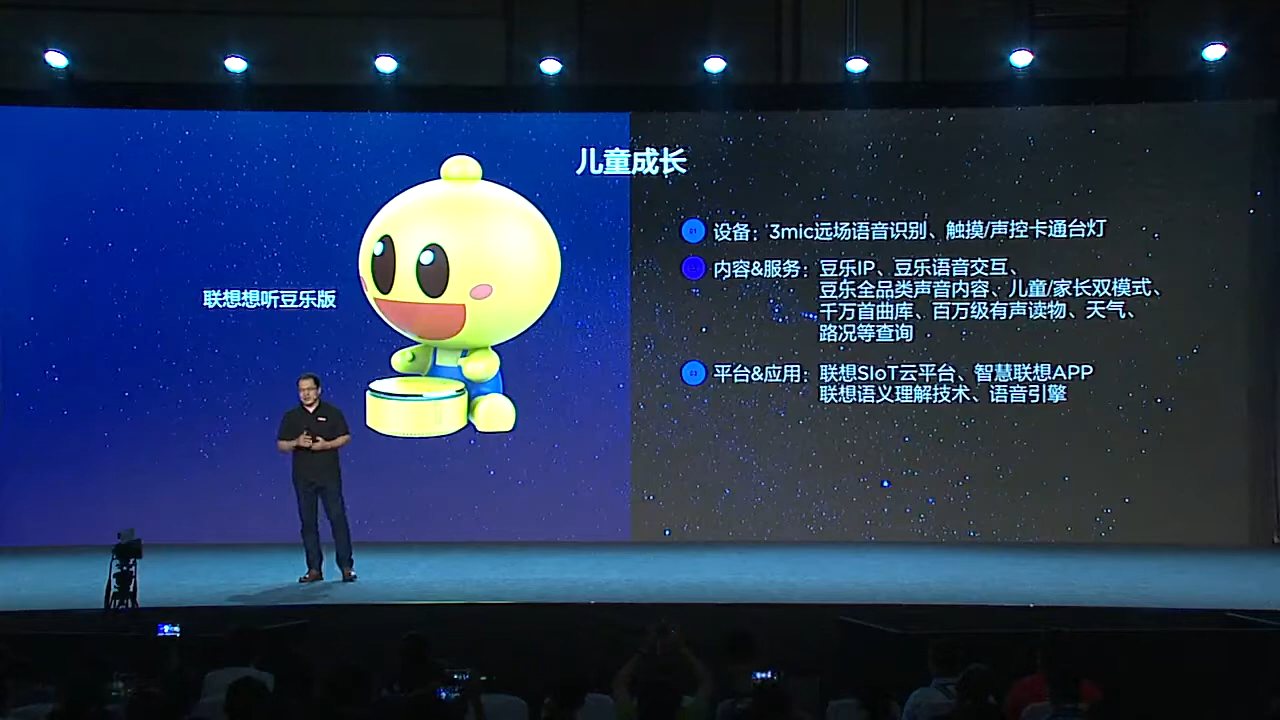 儿童成长
联想想听豆乐版
01 设备：3mic远场语音识别、触摸/声控卡通台灯
内容&服务：豆乐IP、豆乐语音交互、
豆乐全品类声音内容、儿童/家长双模式、
千万首曲库、百万级有声读物、天气、
路况等查询
03 平台&应用：联想SIoT云平台、智慧联想APP
联想语义理解技术、语音引擎